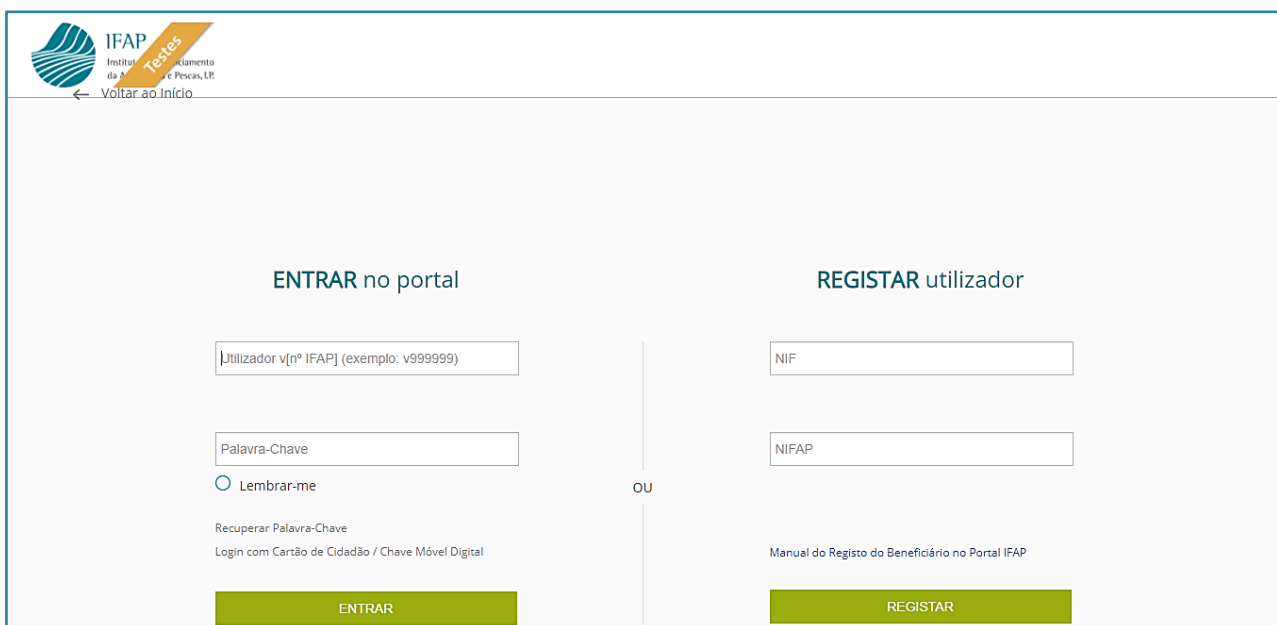 IFAP
Testes
e Pescas, I.P.
← Voltar ao Início
ENTRAR no portal
Utilizador v[nº IFAP] (exemplo: v999999)
Palavra-Chave
Lembrar-me
Recuperar Palavra-Chave
Login com Cartão de Cidadão / Chave Móvel Digital
ENTRAR
OU
REGISTAR utilizador
NIF
NIFAP
Manual do Registo do Beneficiário no Portal IFAP
REGISTAR